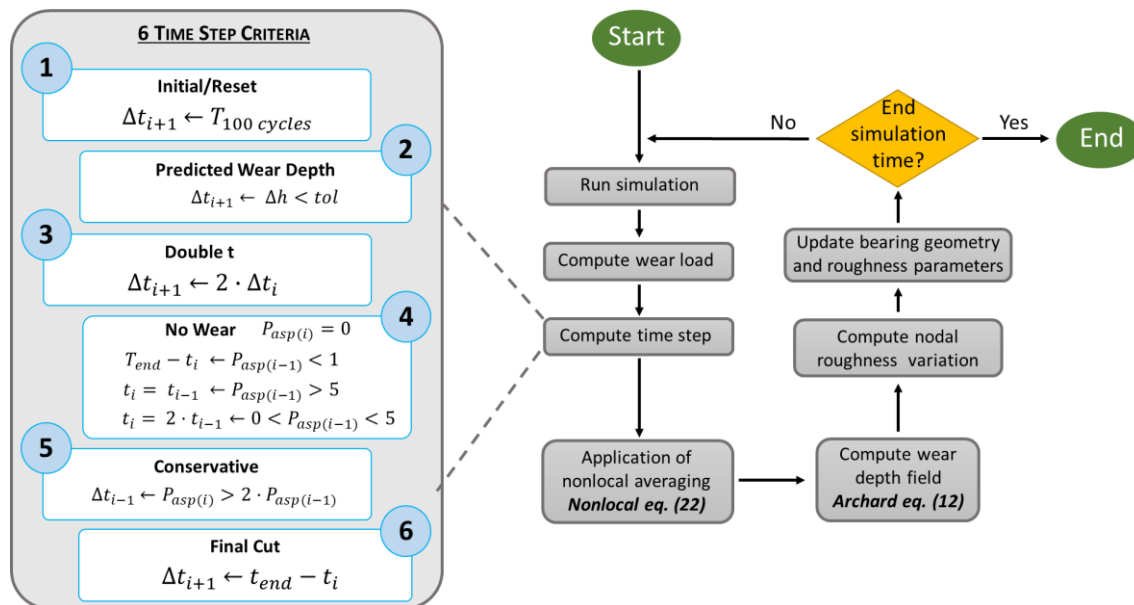 6 TIME STEP CRITERIA
1
Initial/Reset
Δt_{i+1} ← T_{100 cycles}
2
Predicted Wear Depth
Δt_{i+1} ← Δh < tol
3
Double t
Δt_{i+1} ← 2 · Δt_i
4
No Wear P_{asp(i)} = 0
T_{end} − t_i ← P_{asp(i−1)} < 1
t_i = t_{i−1} ← P_{asp(i−1)} > 5
t_i = 2 · t_{i−1} ← 0 < P_{asp(i−1)} < 5
5
Conservative
Δt_{i−1} ← P_{asp(i)} > 2 · P_{asp(i−1)}
6
Final Cut
Δt_{i+1} ← t_{end} − t_i
Start
Run simulation
Compute wear load
Compute time step
Application of
nonlocal averaging
Nonlocal eq. (22)
Compute wear
depth field
Archard eq. (12)
Compute nodal
roughness variation
Update bearing geometry
and roughness parameters
End
simulation
time?
No
Yes
End